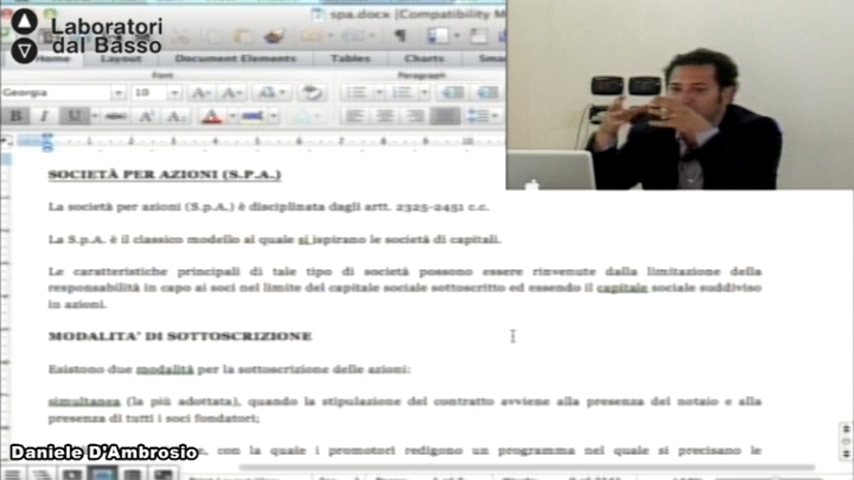 Laboratori
dal Basso
spa.docx [Compatibility M
Home Layout Document Elements Tables Charts Smar
Font Paragraph
Georgia 10
SOCIETÀ PER AZIONI (S.P.A.)
La società per azioni (S.p.A.) è disciplinata dagli artt. 2325-2451 c.c.
La S.p.A. è il classico modello al quale si ispirano le società di capitali.
Le caratteristiche principali di tale tipo di società possono essere rinvenute dalla limitazione della
responsabilità in capo ai soci nel limite del capitale sociale sottoscritto ed essendo il capitale sociale suddiviso
in azioni.
MODALITA' DI SOTTOSCRIZIONE
Esistono due modalità per la sottoscrizione delle azioni:
simultanea (la più adottata), quando la stipulazione del contratto avviene alla presenza del notaio e alla
presenza di tutti i soci fondatori;
con la quale i promotori redigono un programma nel quale si precisano le
Daniele D'Ambrosio